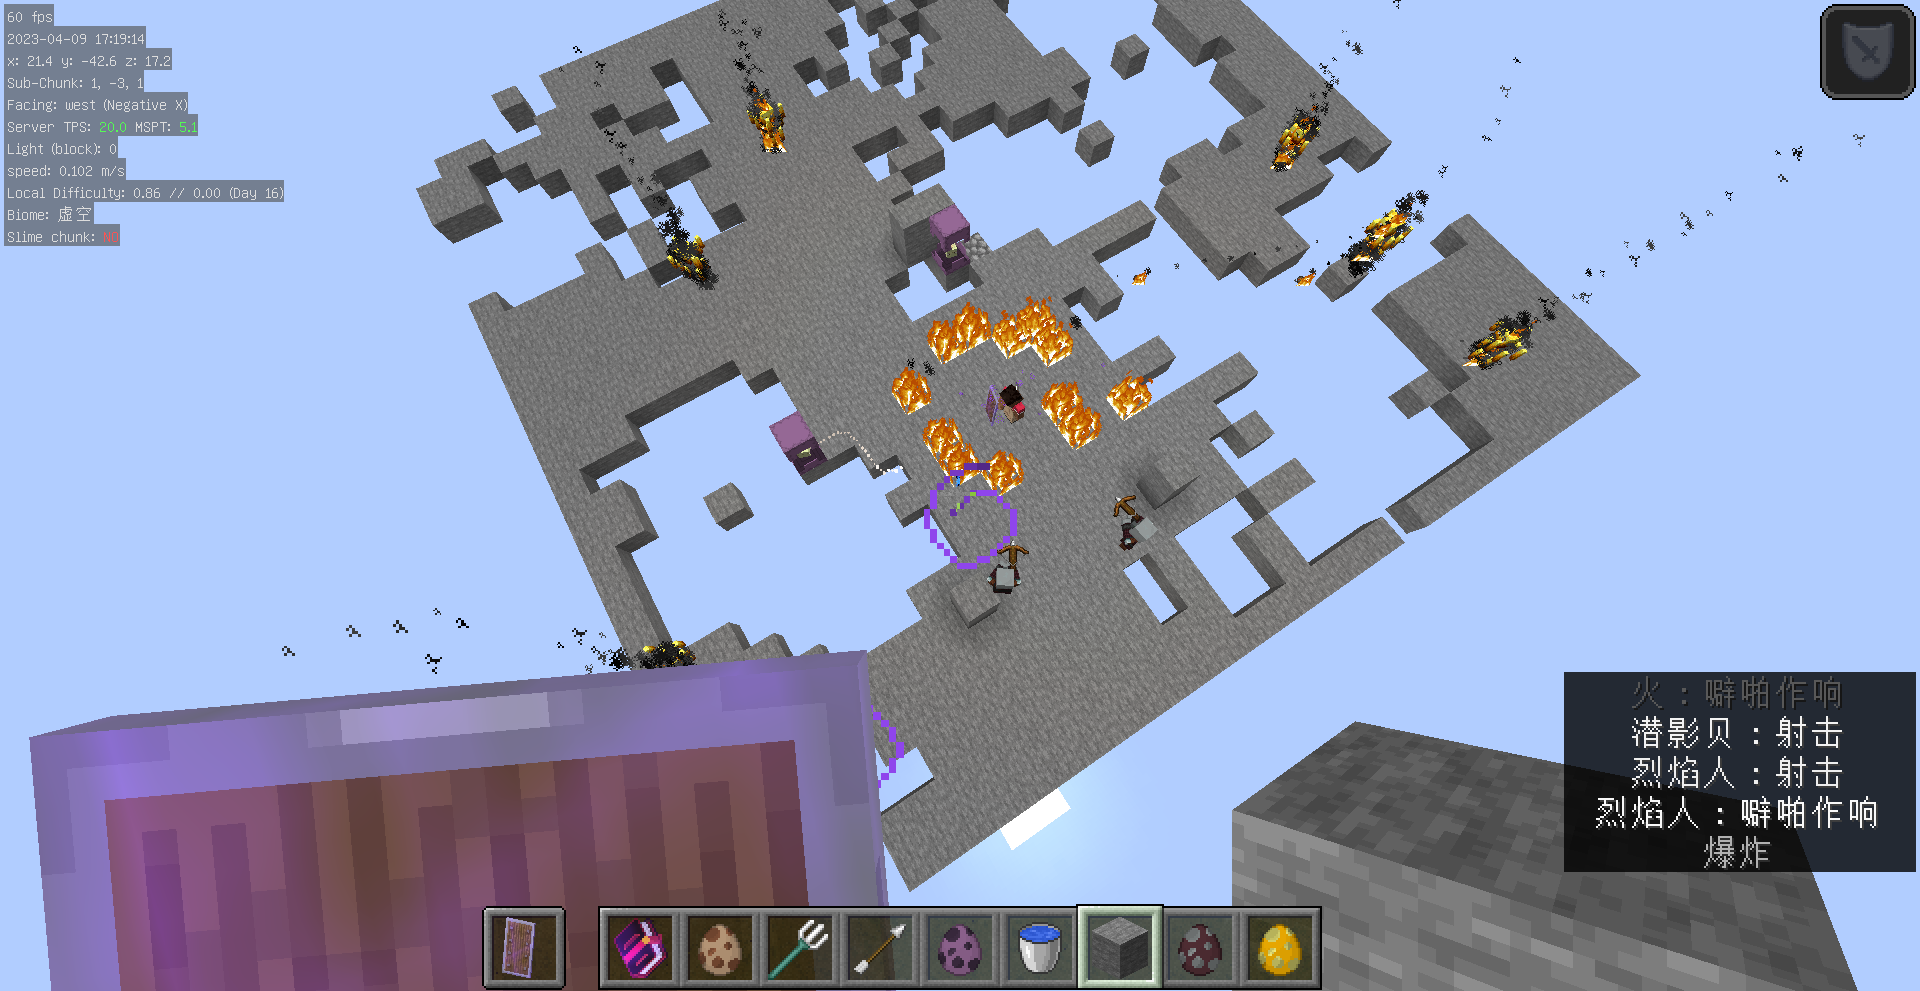 60 fps
2023-04-09 17:19:14
x: 21.4 y: -42.6 z: 17.2
Sub-Chunk: 1, -3, 1
Facing: west (Negative X)
Server TPS: 20.0 MSPT: 5.1
Light (block): 0
speed: 0.102 m/s
Local Difficulty: 0.86 // 0.00 (Day 16)
Biome: 虚空
Slime chunk: 
火：噼啪作响
潜影贝：射击
烈焰人：射击
烈焰人：噼啪作响
爆炸